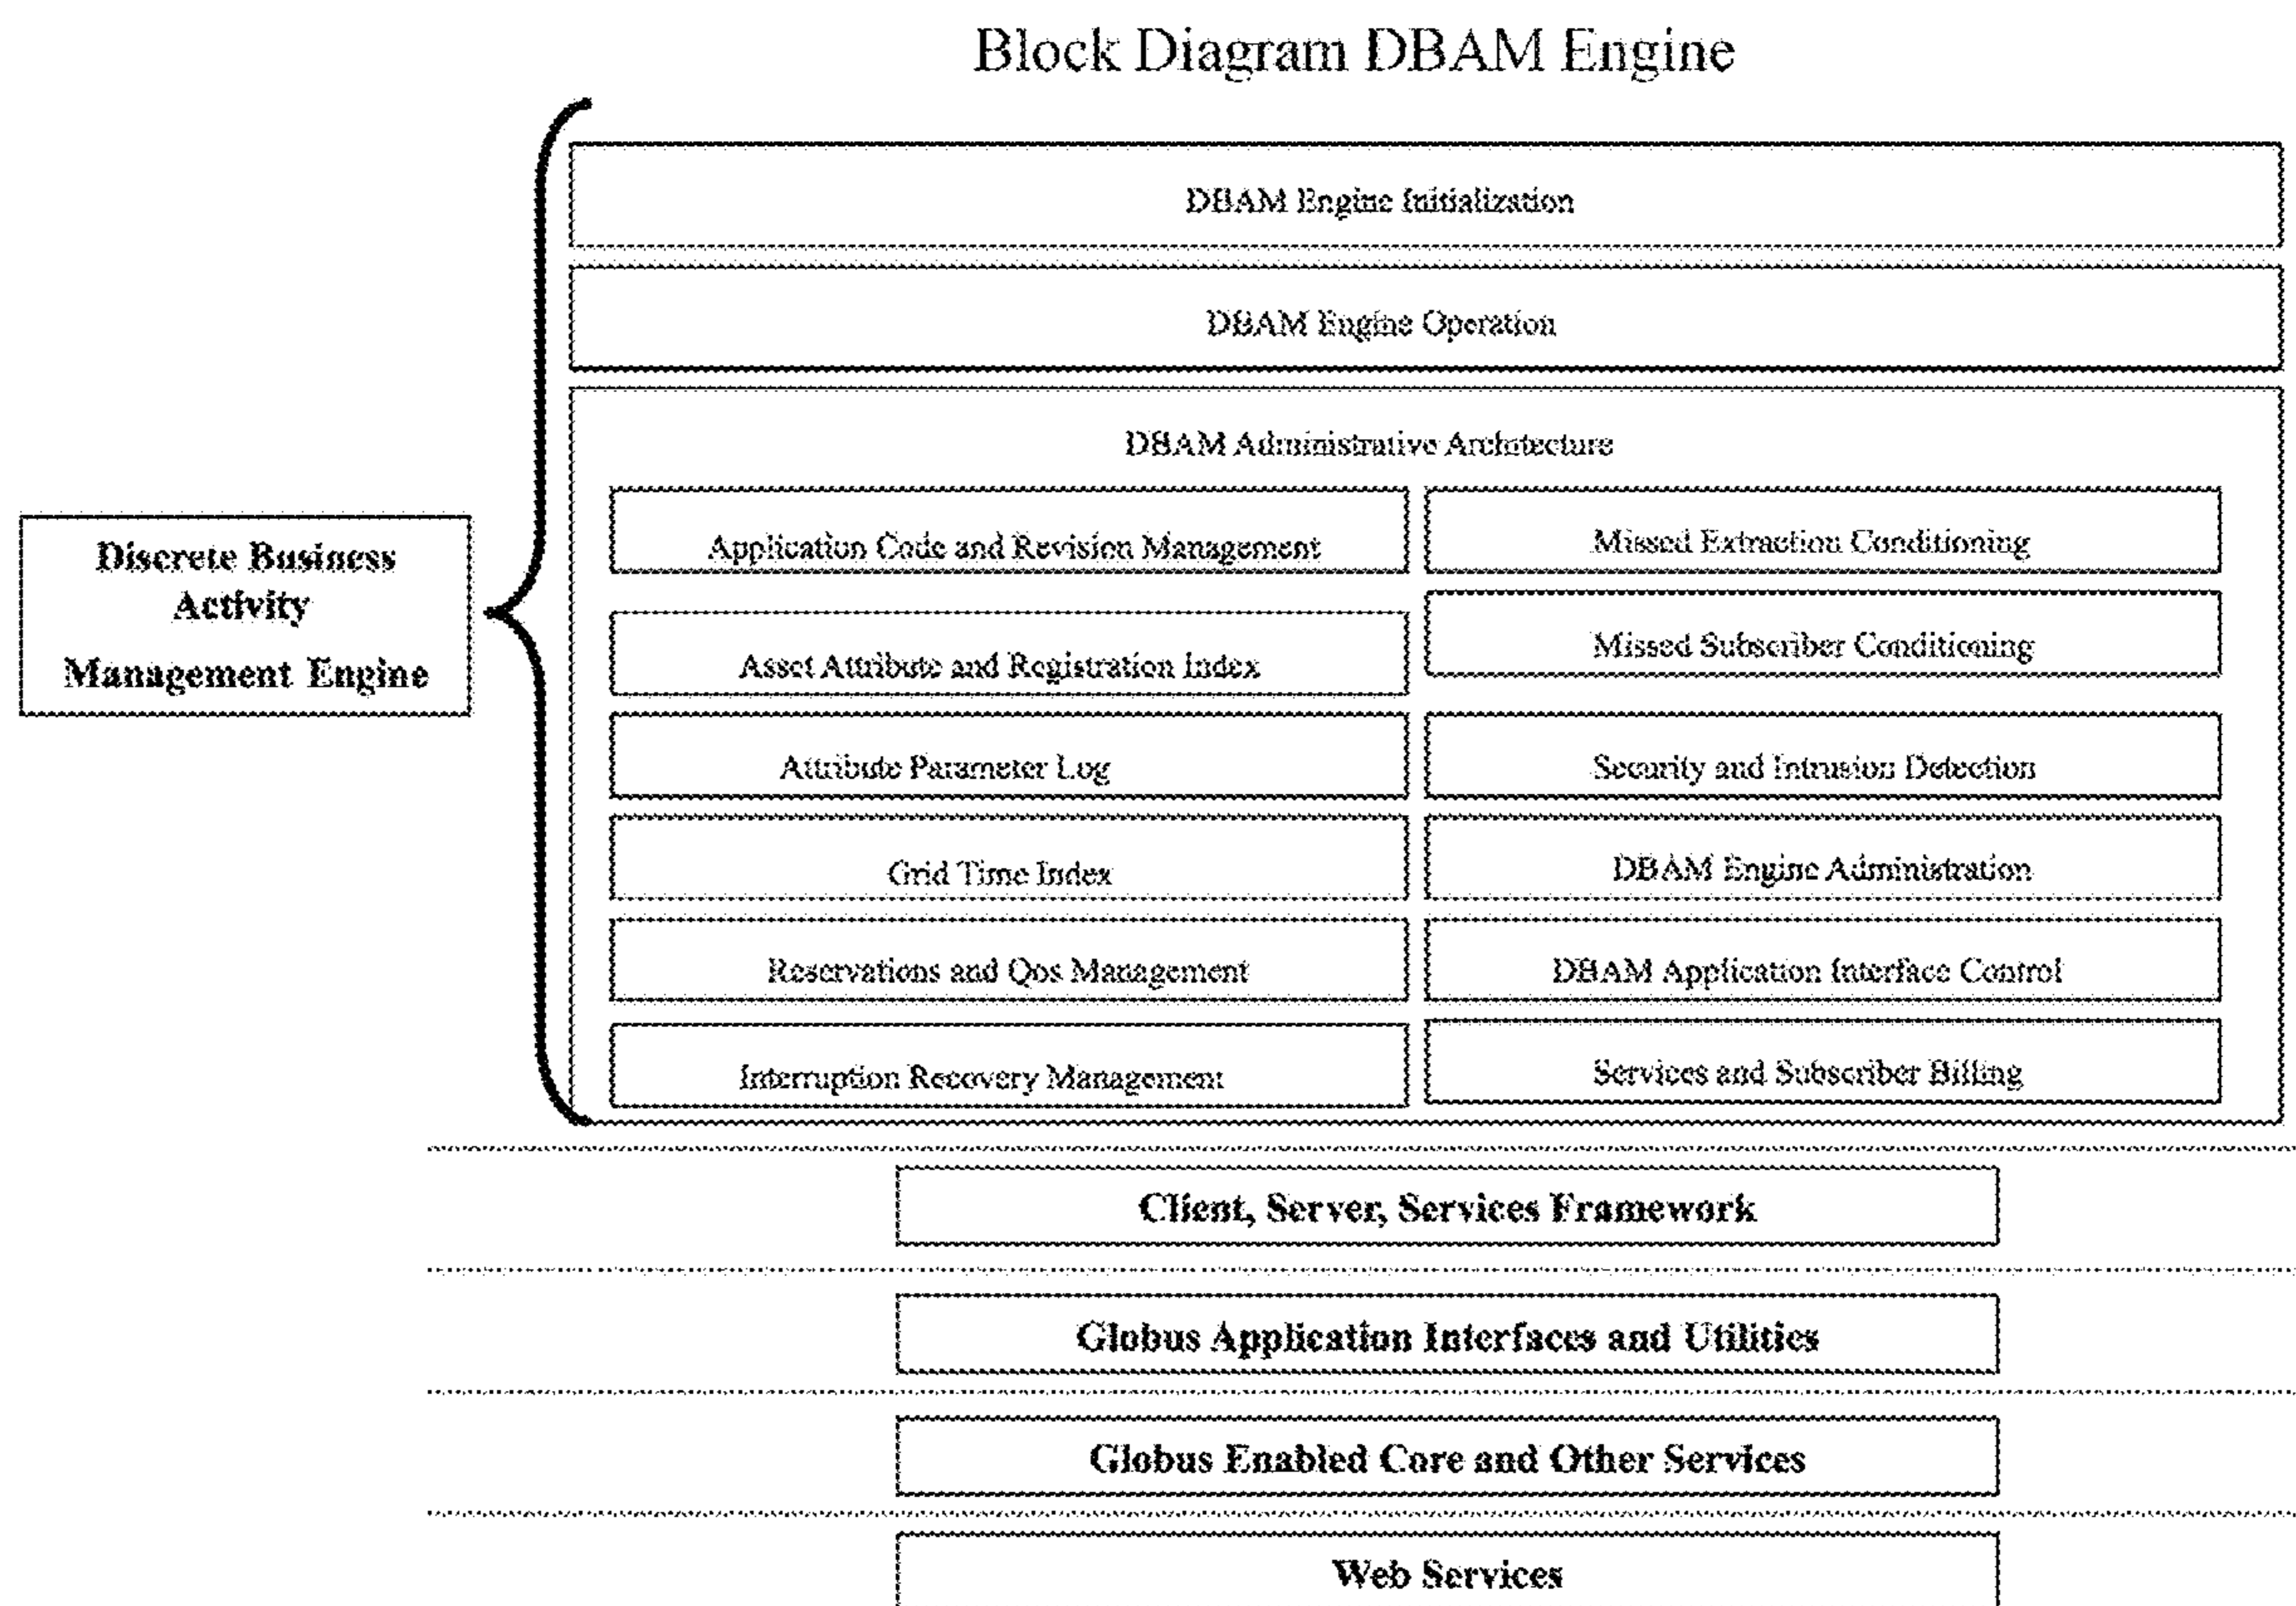 Block Diagram DBAM Engine
DBAM Engine Initialization
DBAM Engine Operation
DBAM Administrative Architecture
Discrete Business
Activity
Management Engine
Application Code and Revision Management
Asset Attribute and Registration Index
Attribute Parameter Log
Grid Time Index
Reservations and Qos Management
Interruption Recovery Management
Missed Extraction Conditioning
Missed Subscriber Conditioning
Security and Intrusion Detection
DBAM Engine Administration
DBAM Application Interface Control
Services and Subscriber Billing
Client, Server, Services Framework
Globus Application Interfaces and Utilities
Globus Enabled Core and Other Services
Web Services